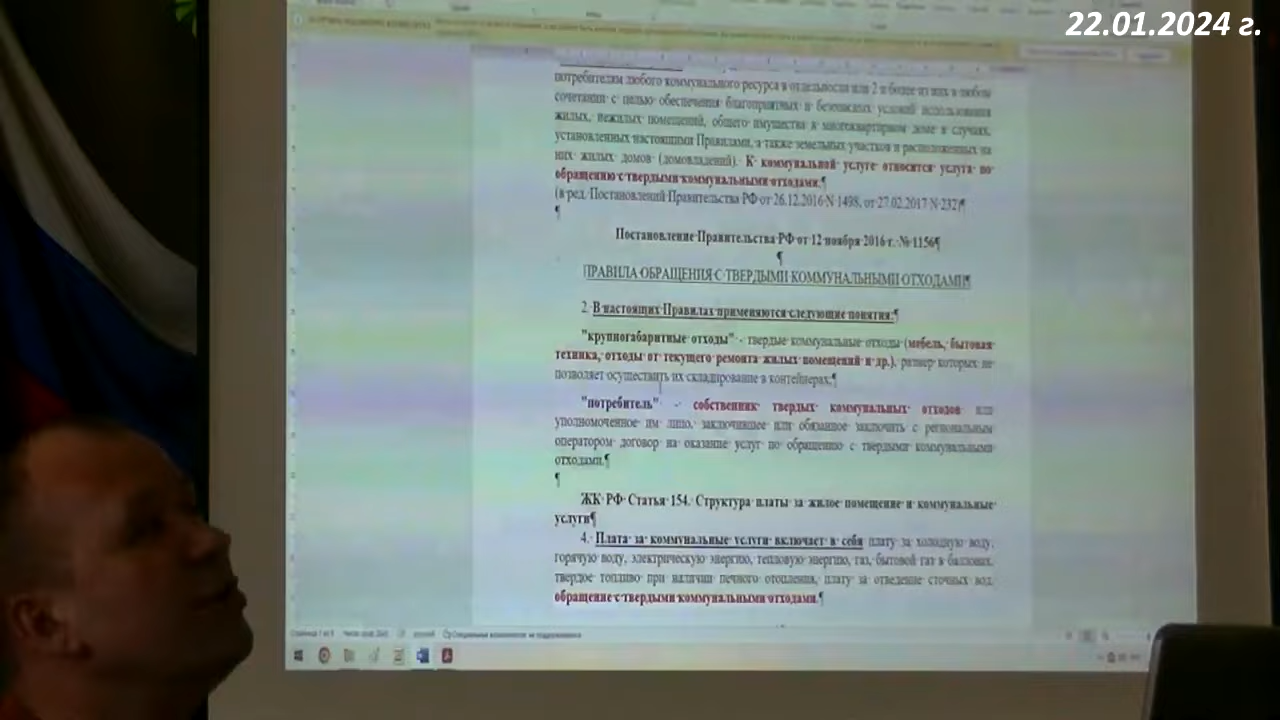 22.01.2024 г.
потребителям любого коммунального ресурса в отдельности или 2 и более из них в любом
сочетании с целью обеспечения благоприятных и безопасных условий использования
жилых, нежилых помещений, общего имущества в многоквартирном доме в случаях,
установленных настоящими Правилами, а также земельных участков и расположенных на
них жилых домов (домовладений). К коммунальной услуге относится услуга по
обращению с твердыми коммунальными отходами.¶
(в ред. Постановлений Правительства РФ от 26.12.2016 N 1498, от 27.02.2017 N 232)¶
¶
Постановление Правительства РФ от 12 ноября 2016 г. № 1156¶
¶
ПРАВИЛА ОБРАЩЕНИЯ С ТВЕРДЫМИ КОММУНАЛЬНЫМИ ОТХОДАМИ¶
2. В настоящих Правилах применяются следующие понятия:¶
"крупногабаритные отходы" - твердые коммунальные отходы (мебель, бытовая
техника, отходы от текущего ремонта жилых помещений и др.), размер которых не
позволяет осуществить их складирование в контейнерах;¶
"потребитель" - собственник твердых коммунальных отходов или
уполномоченное им лицо, заключившее или обязанное заключить с региональным
оператором договор на оказание услуг по обращению с твердыми коммунальными
отходами.¶
¶
ЖК РФ Статья 154. Структура платы за жилое помещение и коммунальные
услуги¶
4. Плата за коммунальные услуги включает в себя плату за холодную воду,
горячую воду, электрическую энергию, тепловую энергию, газ, бытовой газ в баллонах,
твердое топливо при наличии печного отопления, плату за отведение сточных вод,
обращение с твердыми коммунальными отходами.¶